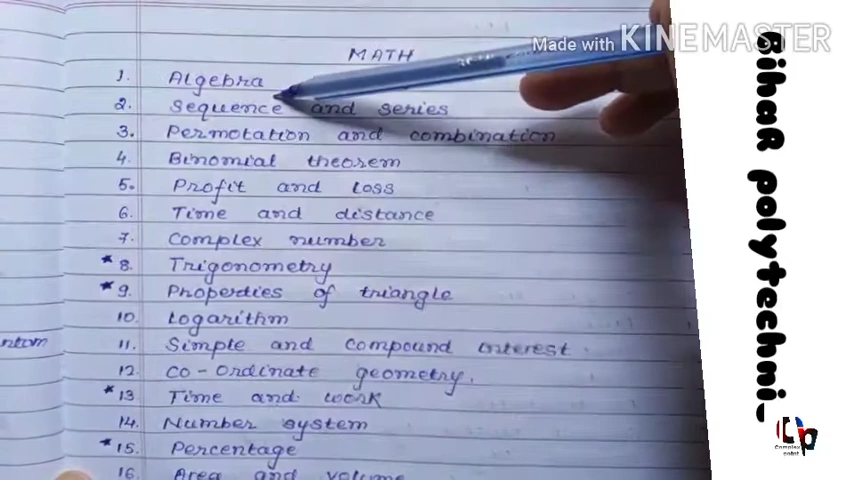 MATH
Made with KINEMASTER
1. Algebra
2. Sequence and series
3. Permotation and combination
4. Binomial theorem
5. Profit and loss
6. Time and distance
7. Complex number
* 8. Trigonometry
* 9. Properties of triangle
10. Logarithm
11. Simple and compound interest
12. Co-Ordinate geometry.
* 13 Time and work
14. Number system
* 15. Percentage
16. Area and volume
BihaR polytechni_
Complex point